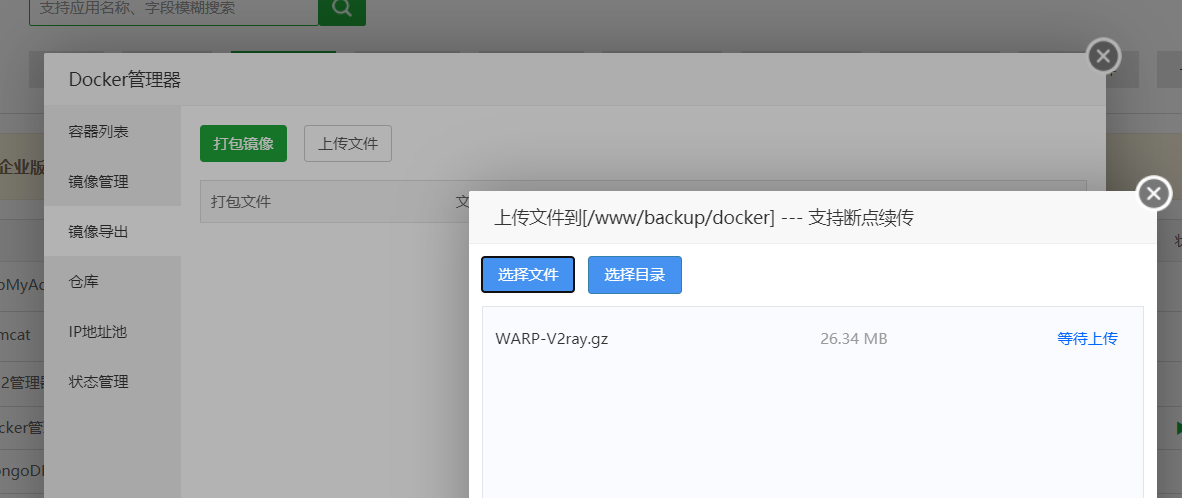 支持应用名称、字段模糊搜索
Docker管理器
容器列表
镜像管理
镜像导出
仓库
IP地址池
状态管理
打包镜像
上传文件
打包文件
文
上传文件到[/www/backup/docker] --- 支持断点续传
选择文件
选择目录
WARP-V2ray.gz
26.34 MB
等待上传
企业版
oMyAc
mcat
2管理器
cker管
ongoDI